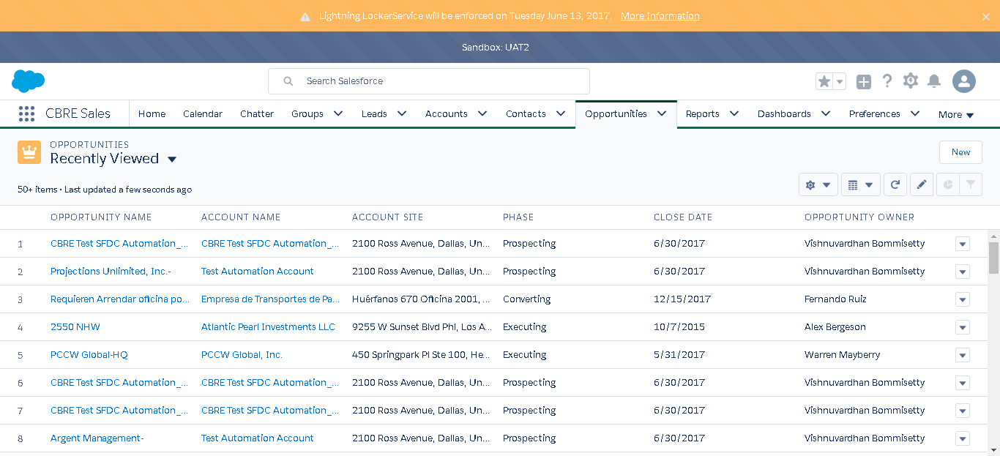 Lightning LockerService will be enforced on Tuesday June 13, 2017. More Information
Sandbox: UAT2
Search Salesforce
CBRE Sales Home Calendar Chatter Groups Leads Accounts Contacts Opportunities Reports Dashboards Preferences More
OPPORTUNITIES
Recently Viewed
New
50+ items • Last updated a few seconds ago
OPPORTUNITY NAME ACCOUNT NAME ACCOUNT SITE PHASE CLOSE DATE OPPORTUNITY OWNER
1 CBRE Test SFDC Automation_... CBRE Test SFDC Automation_... 2100 Ross Avenue, Dallas, Un... Prospecting 6/30/2017 Vishnuvardhan Bommisetty
2 Projections Unlimited, Inc.- Test Automation Account 2100 Ross Avenue, Dallas, Un... Prospecting 6/30/2017 Vishnuvardhan Bommisetty
3 Requieren Arrendar oficina po... Empresa de Transportes de Pa... Huérfanos 670 Oficina 2001, ... Converting 12/15/2017 Fernando Ruiz
4 2550 NHW Atlantic Pearl Investments LLC 9255 W Sunset Blvd Phl, Los A... Executing 10/7/2015 Alex Bergeson
5 PCCW Global-HQ PCCW Global, Inc. 450 Springpark Pl Ste 100, He... Executing 5/31/2017 Warren Mayberry
6 CBRE Test SFDC Automation_... CBRE Test SFDC Automation_... 2100 Ross Avenue, Dallas, Un... Prospecting 6/30/2017 Vishnuvardhan Bommisetty
7 CBRE Test SFDC Automation_... CBRE Test SFDC Automation_... 2100 Ross Avenue, Dallas, Un... Prospecting 6/30/2017 Vishnuvardhan Bommisetty
8 Argent Management- Test Automation Account 2100 Ross Avenue, Dallas, Un... Prospecting 6/30/2017 Vishnuvardhan Bommisetty